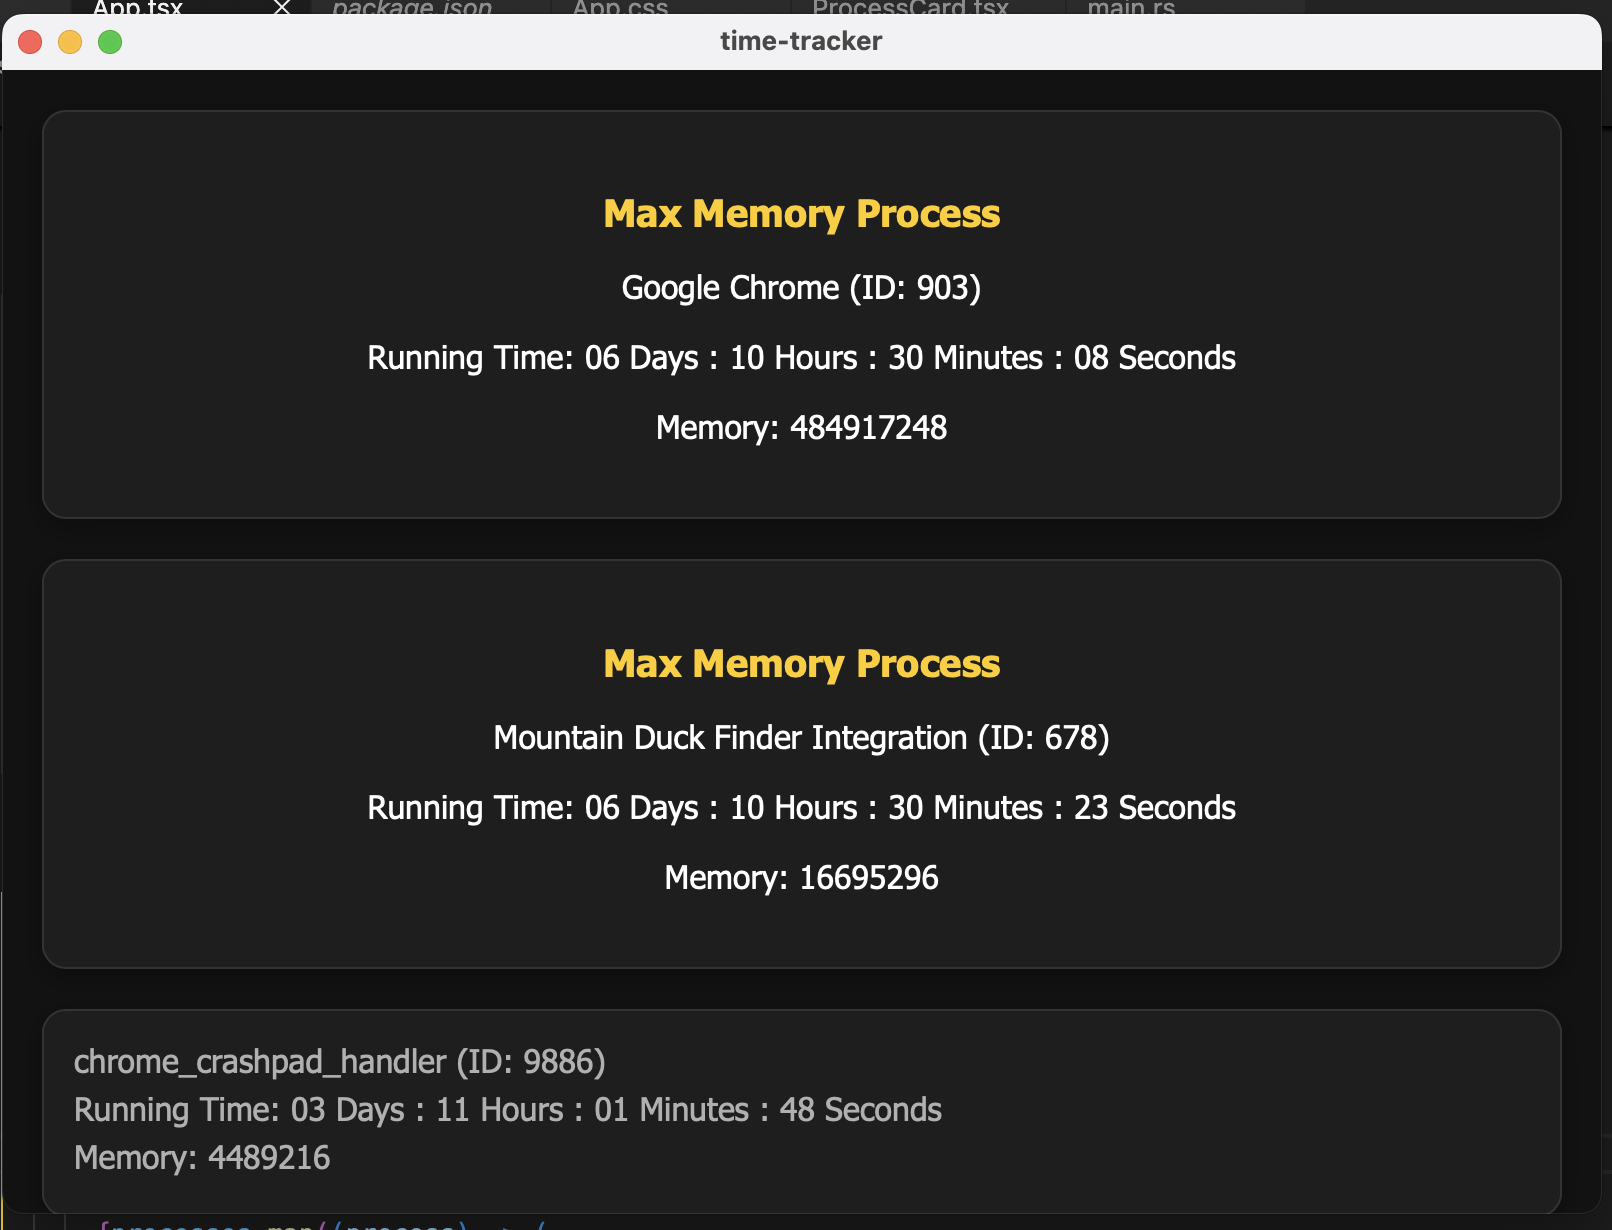 App.tsx package.json App.css ProcessCard.tsx main.rs
time-tracker
Max Memory Process
Google Chrome (ID: 903)
Running Time: 06 Days : 10 Hours : 30 Minutes : 08 Seconds
Memory: 484917248
Max Memory Process
Mountain Duck Finder Integration (ID: 678)
Running Time: 06 Days : 10 Hours : 30 Minutes : 23 Seconds
Memory: 16695296
chrome_crashpad_handler (ID: 9886)
Running Time: 03 Days : 11 Hours : 01 Minutes : 48 Seconds
Memory: 4489216